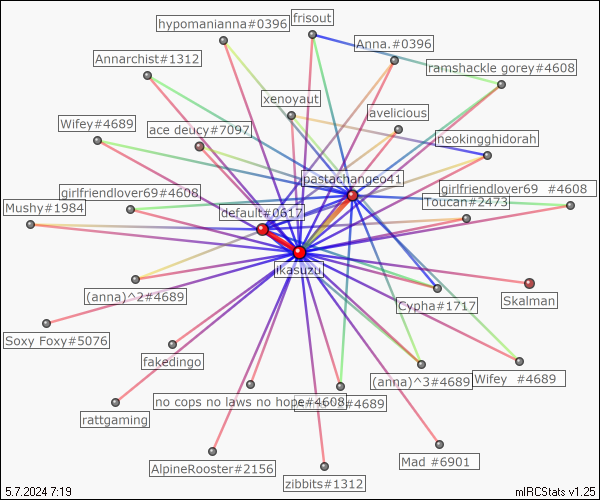 hypomanianna#0396
frisout
Anna.#0396
Annarchist#1312
ramshackle gorey#4608
xenoyaut
avelicious
Wifey#4689
ace deucy#7097
neokingghidorah
pastachangeo41
girlfriendlover69#4608
girlfriendlover69 #4608
Mushy#1984
default#0617
Toucan#2473
ikasuzu
(anna)^2#4689
Cypha#1717
Skalman
Soxy Foxy#5076
fakedingo
(anna)^3#4689
Wifey #4689
rattgaming
no cops no laws no hope#4608
#4689
AlpineRooster#2156
Mad #6901
zibbits#1312
5.7.2024 7:19
mIRCStats v1.25